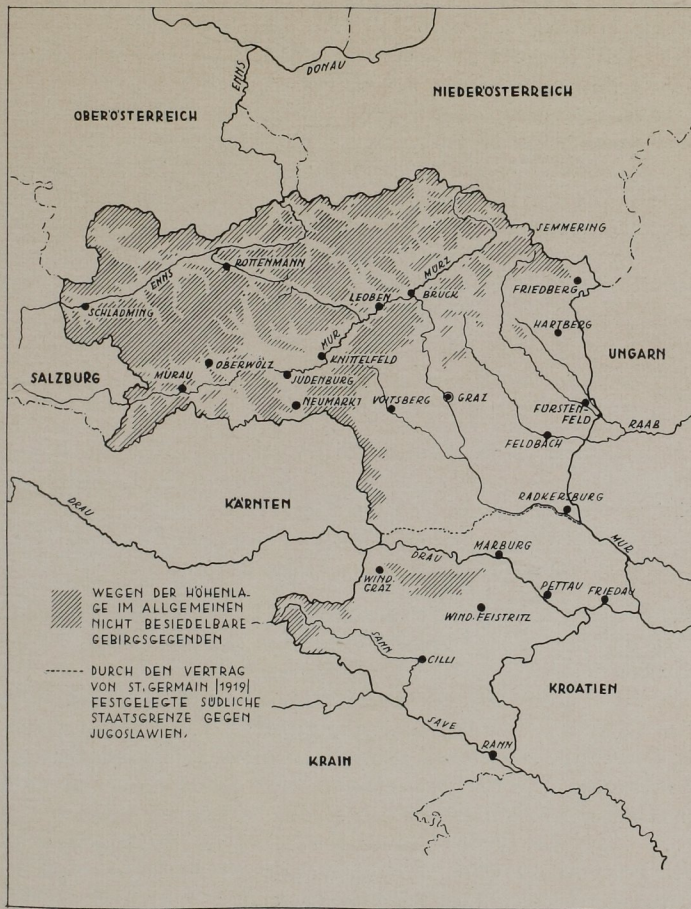 ENNS
DONAU
NIEDERÖSTERREICH
OBERÖSTERREICH
SEMMERING
ENNS
ROTTENMANN
MÜRZ
FRIEDBERG
SCHLADMING
LEOBEN
BRUCK
HARTBERG
MUR
UNGARN
OBERWÖLZ
KNITTELFELD
SALZBURG
MURAU
JUDENBURG
NEUMARKT
VOITSBERG
GRAZ
FÜRSTEN-
FELD
RAAB
FELDBACH
RADKERSBURG
DRAU
KÄRNTEN
MUR
DRAU
MARBURG
WIND.
GRAZ
PETTAU
FRIEDAU
WIND. FEISTRITZ
WEGEN DER HÖHENLA-
GE IM ALLGEMEINEN
NICHT BESIEDELBARE
GEBIRGSGEGENDEN
SANN
CILLI
DURCH DEN VERTRAG
VON ST. GERMAIN |1919|
FESTGELEGTE SÜDLICHE
STAATSGRENZE GEGEN
JUGOSLAWIEN.
KROATIEN
SAVE
RANN
KRAIN